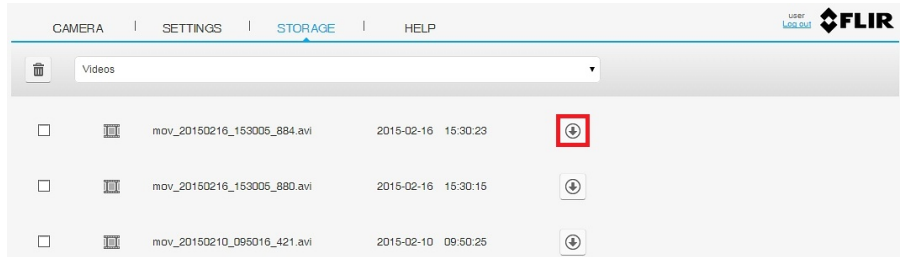 CAMERA | SETTINGS | STORAGE | HELP
user
Log out
FLIR
Videos
mov_20150216_153005_884.avi 2015-02-16 15:30:23
mov_20150216_153005_880.avi 2015-02-16 15:30:15
mov_20150210_095016_421.avi 2015-02-10 09:50:25